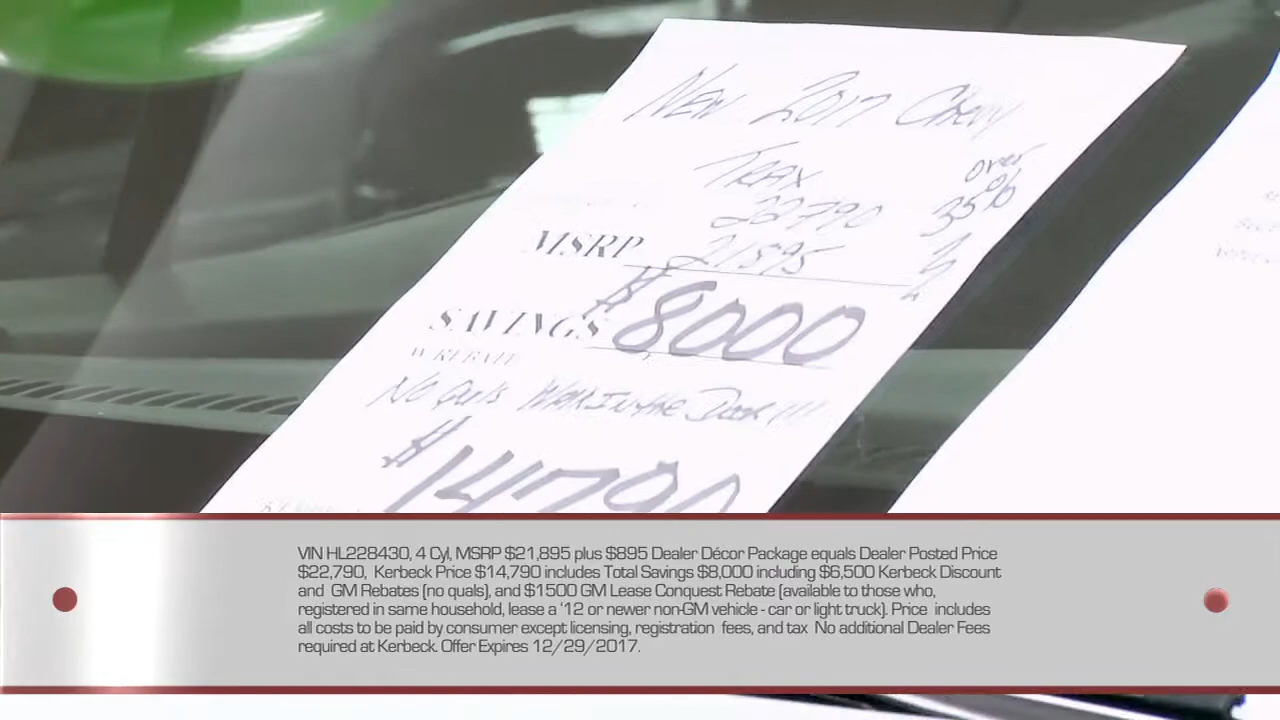 New 2017 Chevy
Trax over
22790 35%
MSRP 21895
SAVINGS $8000
W/REBATE
No Quals Walk In the Door!!!
$14790
VIN HL228430, 4 Cyl, MSRP $21,895 plus $895 Dealer Décor Package equals Dealer Posted Price
$22,790, Kerbeck Price $14,790 includes Total Savings $8,000 including $6,500 Kerbeck Discount
and GM Rebates (no quals), and $1500 GM Lease Conquest Rebate (available to those who,
registered in same household, lease a '12 or newer non-GM vehicle - car or light truck). Price includes
all costs to be paid by consumer except licensing, registration fees, and tax No additional Dealer Fees
required at Kerbeck. Offer Expires 12/29/2017.